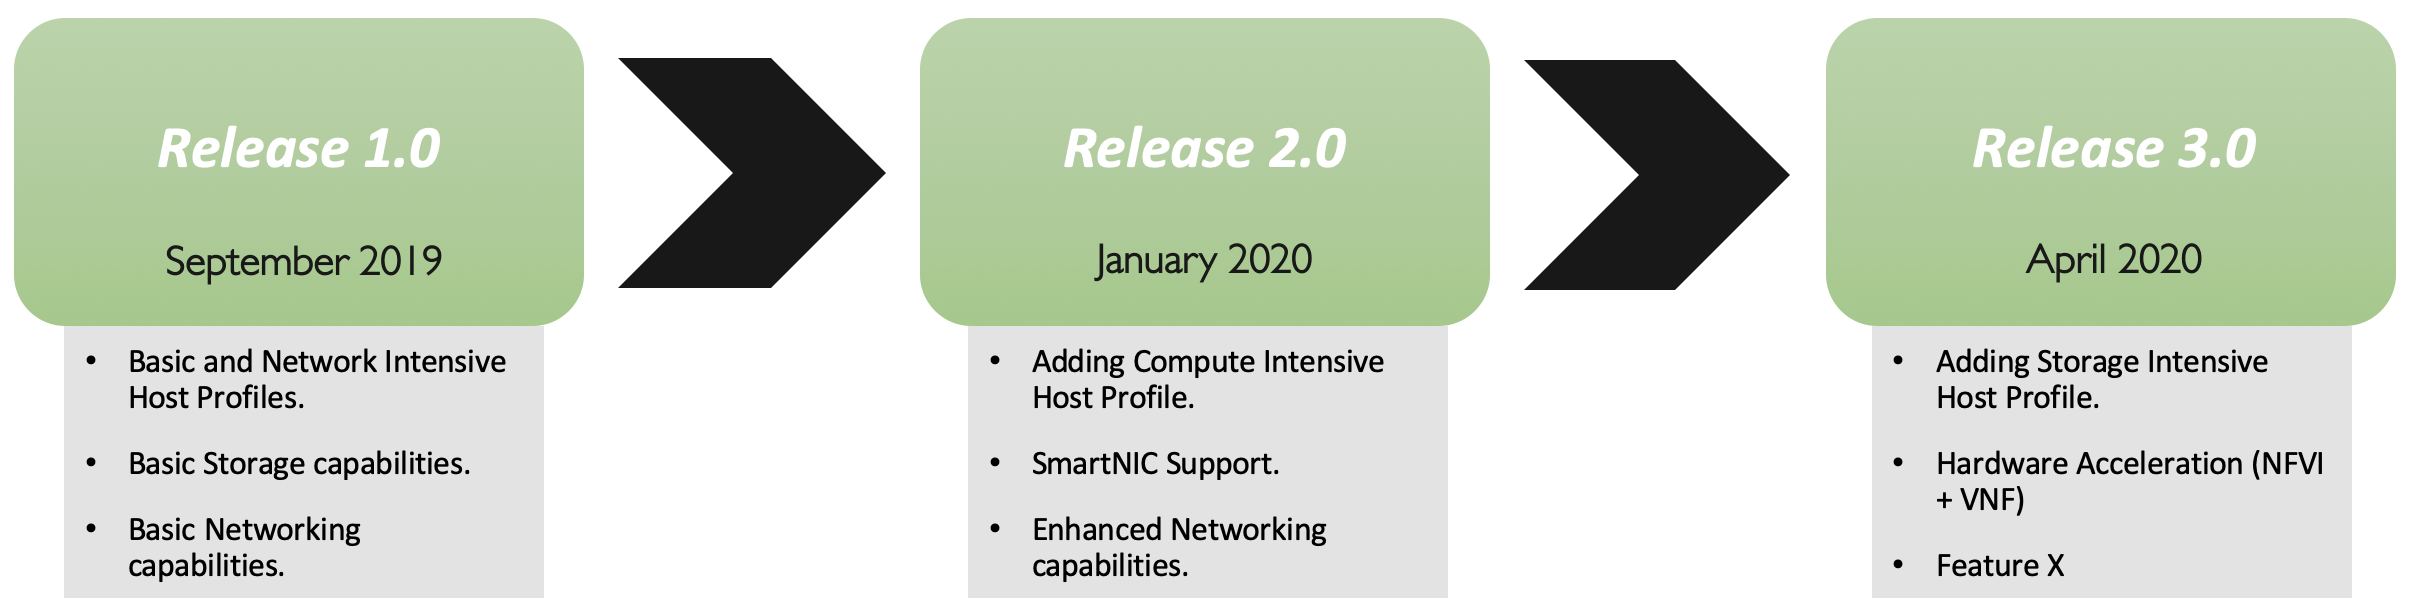 Release 1.0
September 2019
• Basic and Network Intensive
Host Profiles.
• Basic Storage capabilities.
• Basic Networking
capabilities.
Release 2.0
January 2020
• Adding Compute Intensive
Host Profile.
• SmartNIC Support.
• Enhanced Networking
capabilities.
Release 3.0
April 2020
• Adding Storage Intensive
Host Profile.
• Hardware Acceleration (NFVI
+ VNF)
• Feature X